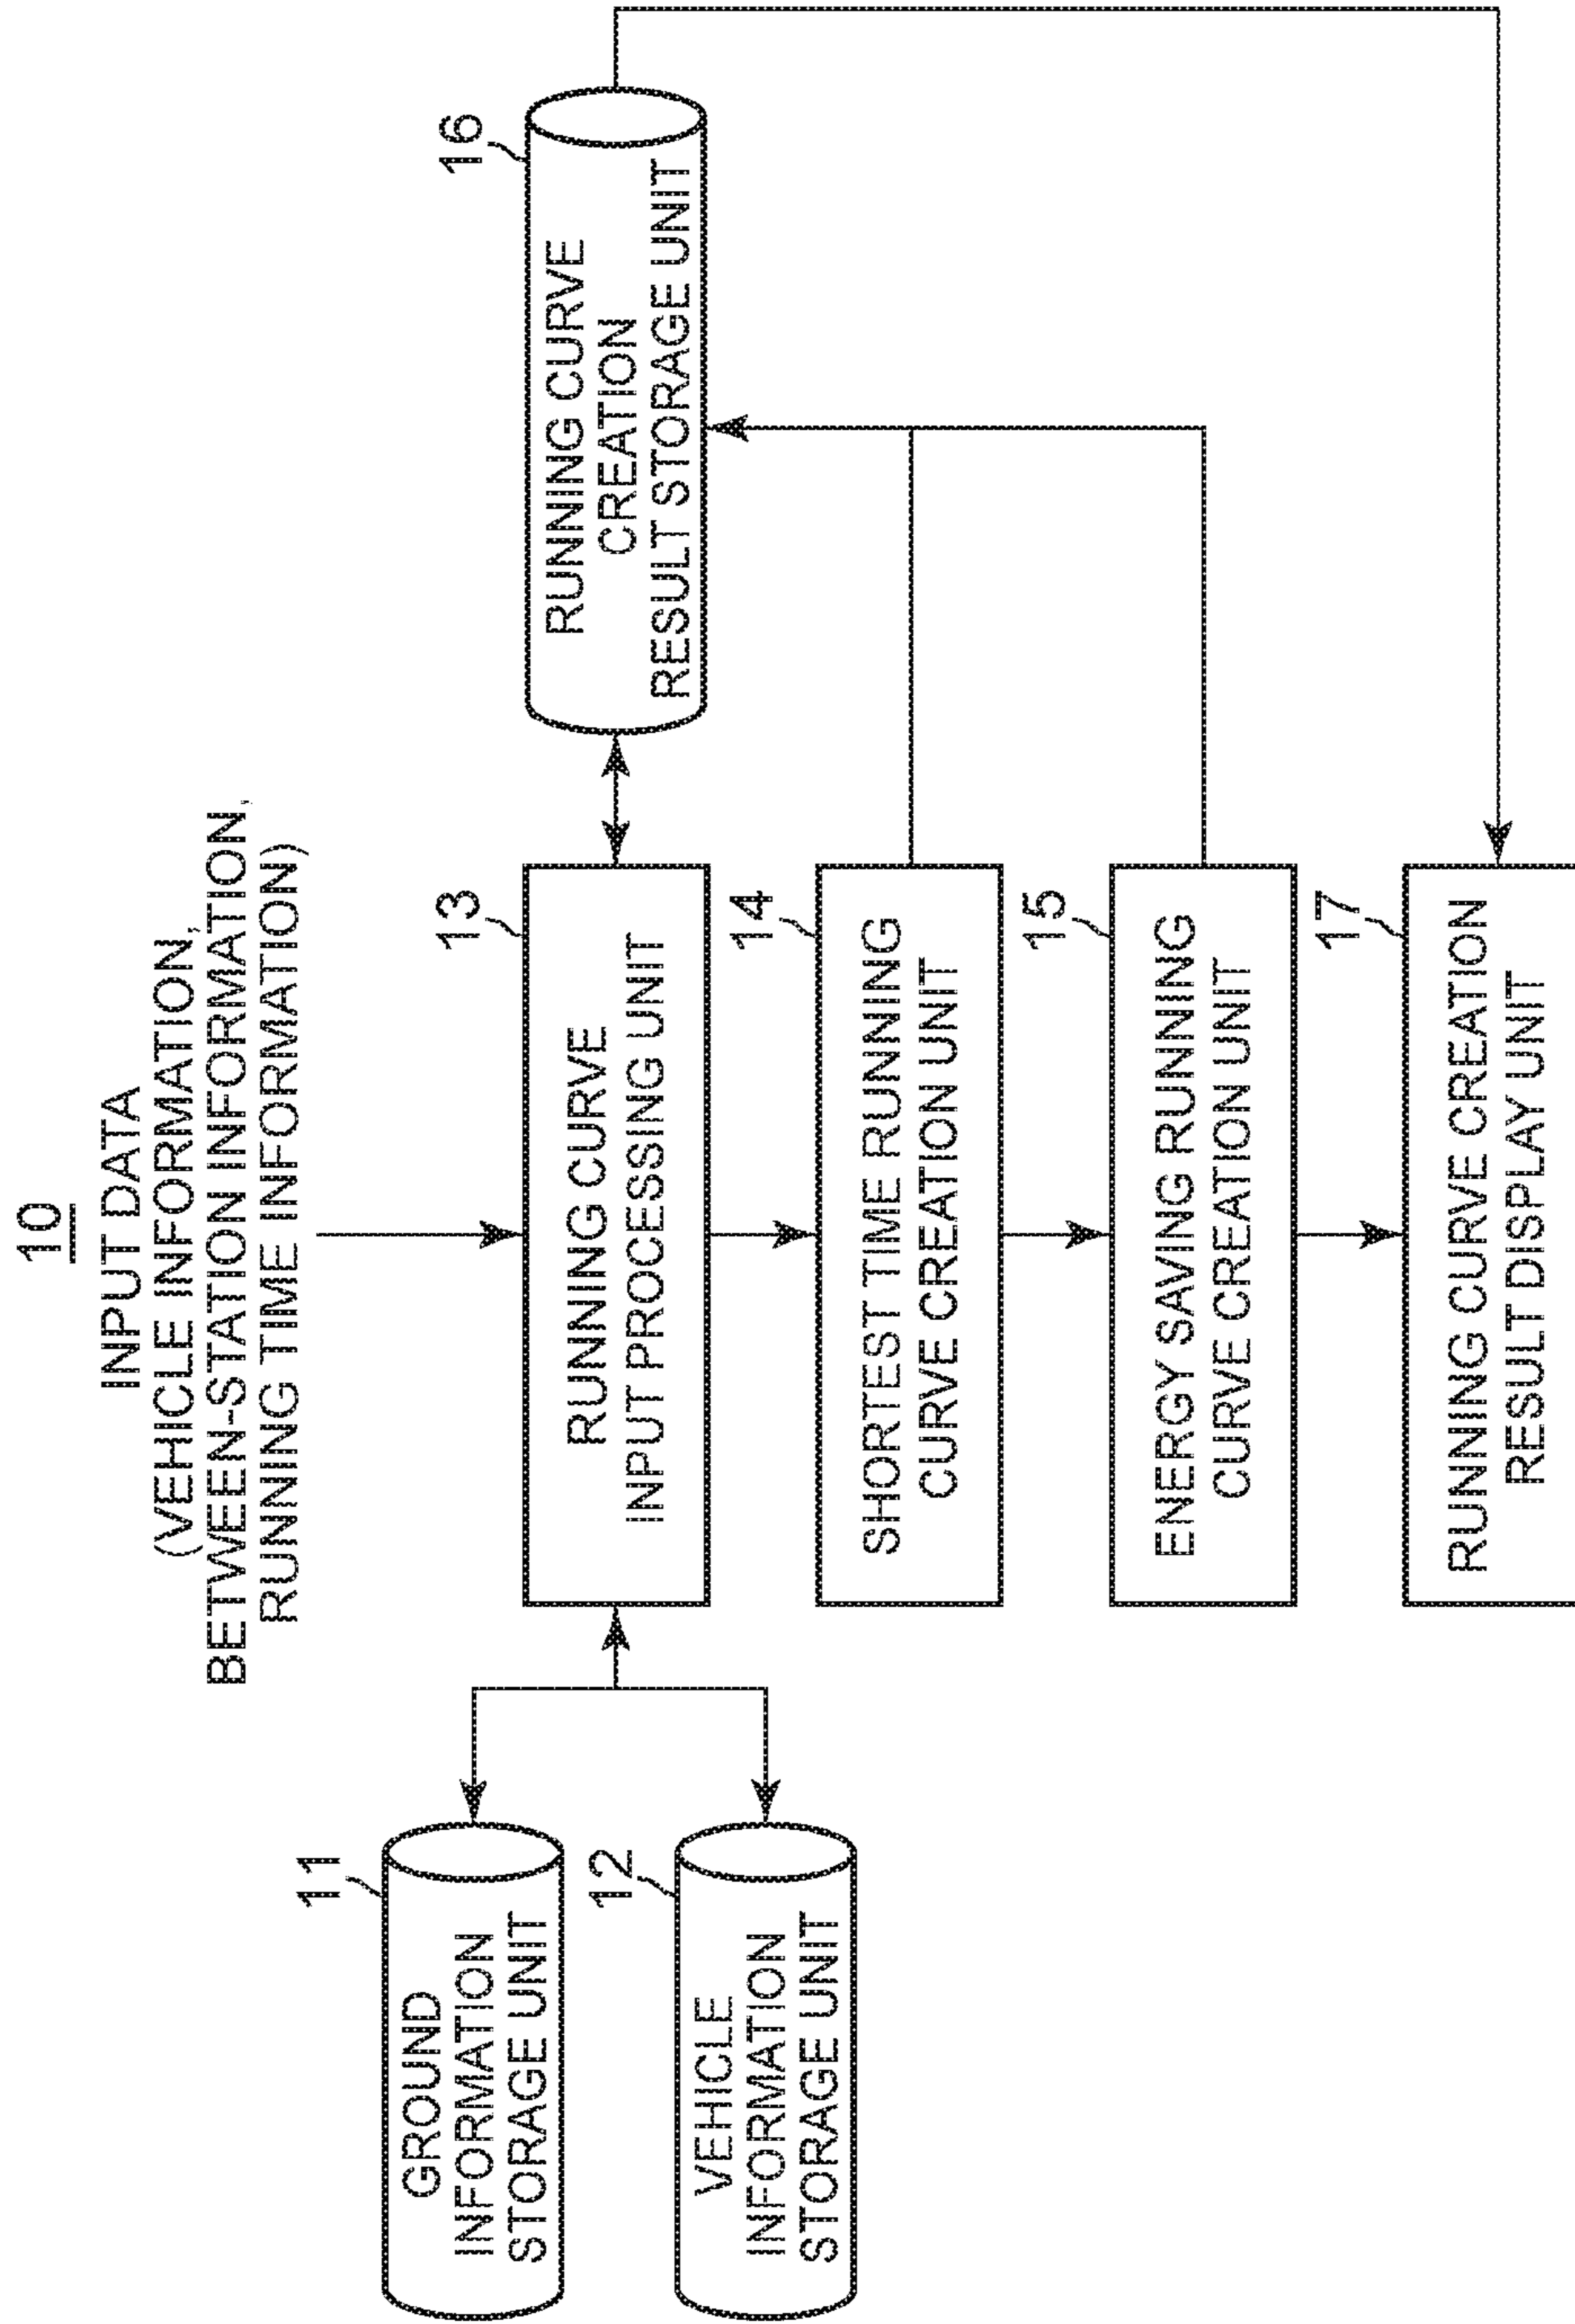 10
INPUT DATA
(VEHICLE INFORMATION,
BETWEEN-STATION INFORMATION,
RUNNING TIME INFORMATION)
11
GROUND
INFORMATION
STORAGE UNIT
12
VEHICLE
INFORMATION
STORAGE UNIT
13
RUNNING CURVE
INPUT PROCESSING UNIT
14
SHORTEST TIME RUNNING
CURVE CREATION UNIT
15
ENERGY SAVING RUNNING
CURVE CREATION UNIT
16
RUNNING CURVE
CREATION
RESULT STORAGE UNIT
17
RUNNING CURVE CREATION
RESULT DISPLAY UNIT